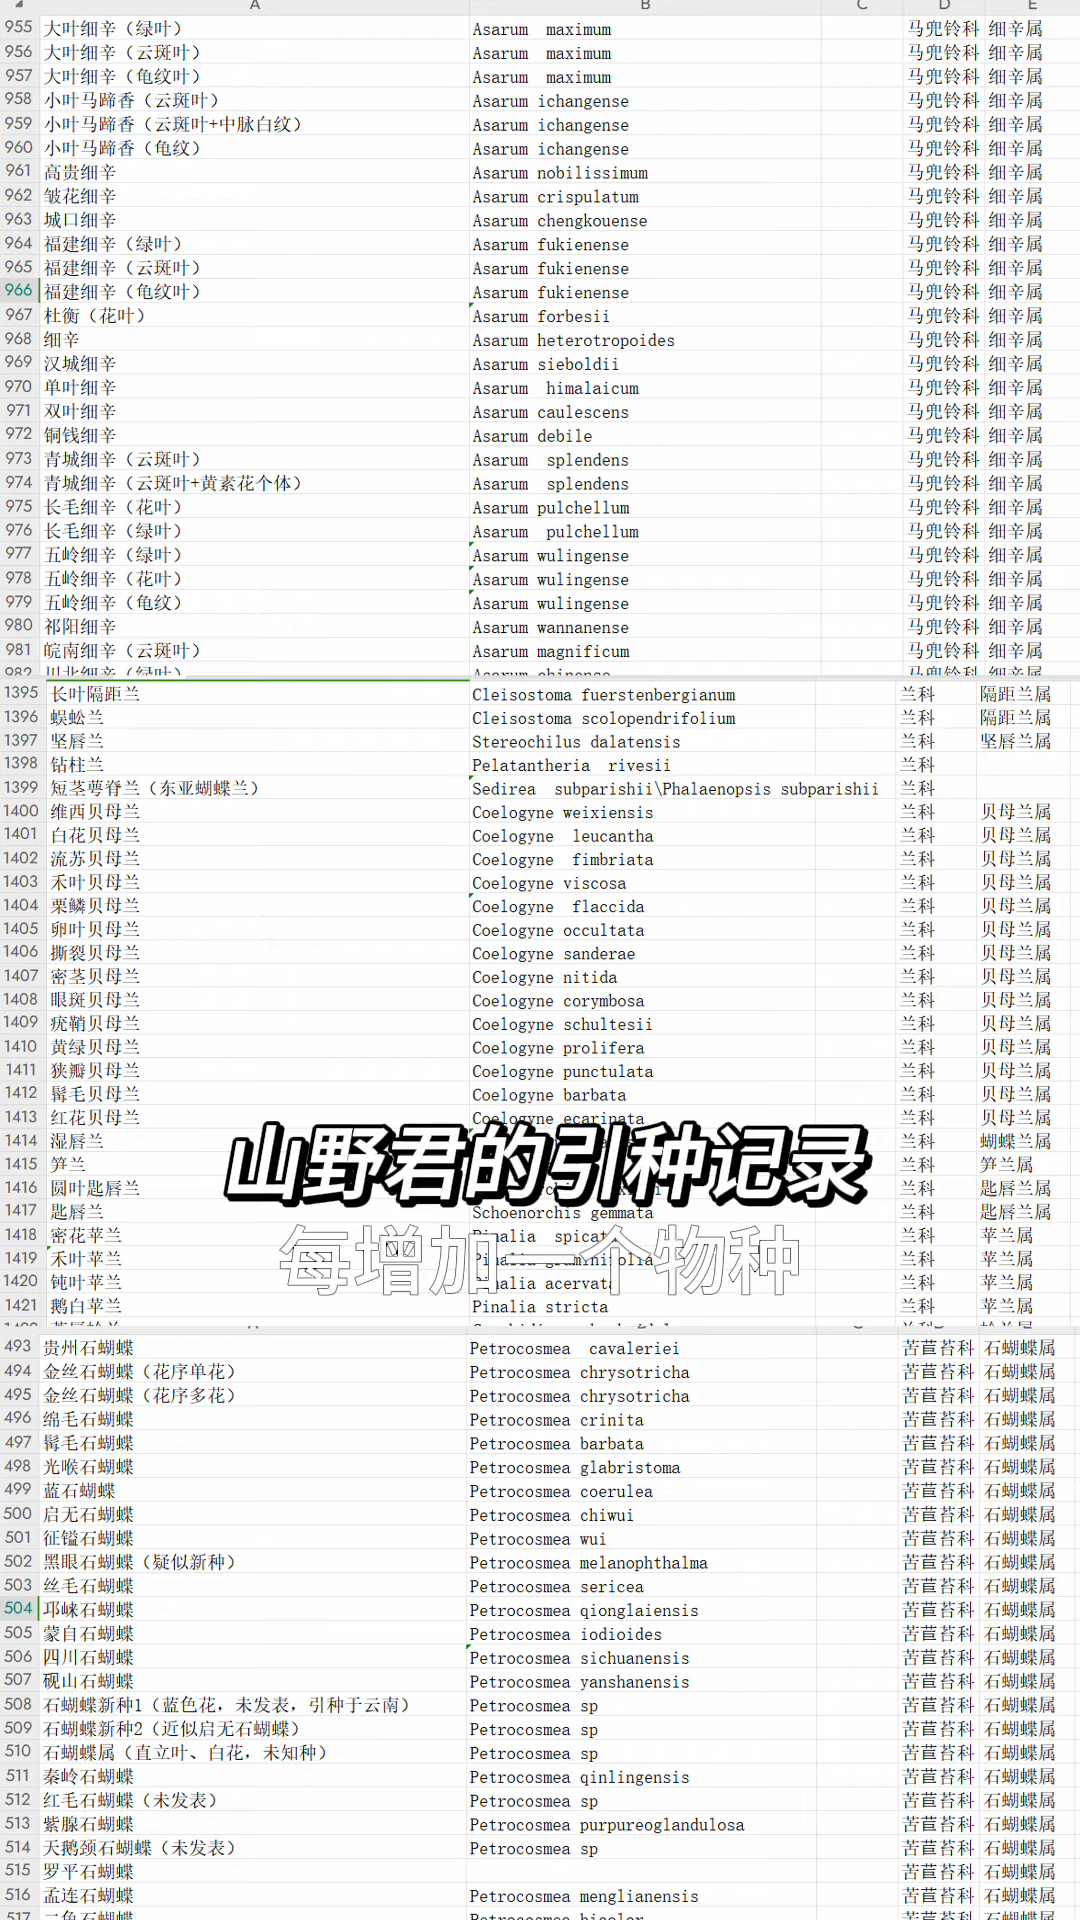 A B C D E
955 大叶细辛（绿叶） Asarum  maximum 马兜铃科 细辛属
956 大叶细辛（云斑叶） Asarum  maximum 马兜铃科 细辛属
957 大叶细辛（龟纹叶） Asarum  maximum 马兜铃科 细辛属
958 小叶马蹄香（云斑叶） Asarum ichangense 马兜铃科 细辛属
959 小叶马蹄香（云斑叶+中脉白纹） Asarum ichangense 马兜铃科 细辛属
960 小叶马蹄香（龟纹） Asarum ichangense 马兜铃科 细辛属
961 高贵细辛 Asarum nobilissimum 马兜铃科 细辛属
962 皱花细辛 Asarum crispulatum 马兜铃科 细辛属
963 城口细辛 Asarum chengkouense 马兜铃科 细辛属
964 福建细辛（绿叶） Asarum fukienense 马兜铃科 细辛属
965 福建细辛（云斑叶） Asarum fukienense 马兜铃科 细辛属
966 福建细辛（龟纹叶） Asarum fukienense 马兜铃科 细辛属
967 杜衡（花叶） Asarum forbesii 马兜铃科 细辛属
968 细辛 Asarum heterotropoides 马兜铃科 细辛属
969 汉城细辛 Asarum sieboldii 马兜铃科 细辛属
970 单叶细辛 Asarum  himalaicum 马兜铃科 细辛属
971 双叶细辛 Asarum caulescens 马兜铃科 细辛属
972 铜钱细辛 Asarum debile 马兜铃科 细辛属
973 青城细辛（云斑叶） Asarum  splendens 马兜铃科 细辛属
974 青城细辛（云斑叶+黄素花个体） Asarum  splendens 马兜铃科 细辛属
975 长毛细辛（花叶） Asarum pulchellum 马兜铃科 细辛属
976 长毛细辛（绿叶） Asarum  pulchellum 马兜铃科 细辛属
977 五岭细辛（绿叶） Asarum wulingense 马兜铃科 细辛属
978 五岭细辛（花叶） Asarum wulingense 马兜铃科 细辛属
979 五岭细辛（龟纹） Asarum wulingense 马兜铃科 细辛属
980 祁阳细辛 Asarum wannanense 马兜铃科 细辛属
981 皖南细辛（云斑叶） Asarum magnificum 马兜铃科 细辛属
982 川北细辛（绿叶） Asarum chinense 马兜铃科 细辛属
1395 长叶隔距兰 Cleisostoma fuerstenbergianum 兰科 隔距兰属
1396 蜈蚣兰 Cleisostoma scolopendrifolium 兰科 隔距兰属
1397 坚唇兰 Stereochilus dalatensis 兰科 坚唇兰属
1398 钻柱兰 Pelatantheria  rivesii 兰科
1399 短茎萼脊兰（东亚蝴蝶兰） Sedirea  subparishii\Phalaenopsis subparishii 兰科
1400 维西贝母兰 Coelogyne weixiensis 兰科 贝母兰属
1401 白花贝母兰 Coelogyne  leucantha 兰科 贝母兰属
1402 流苏贝母兰 Coelogyne  fimbriata 兰科 贝母兰属
1403 禾叶贝母兰 Coelogyne viscosa 兰科 贝母兰属
1404 栗鳞贝母兰 Coelogyne  flaccida 兰科 贝母兰属
1405 卵叶贝母兰 Coelogyne occultata 兰科 贝母兰属
1406 撕裂贝母兰 Coelogyne sanderae 兰科 贝母兰属
1407 密茎贝母兰 Coelogyne nitida 兰科 贝母兰属
1408 眼斑贝母兰 Coelogyne corymbosa 兰科 贝母兰属
1409 疣鞘贝母兰 Coelogyne schultesii 兰科 贝母兰属
1410 黄绿贝母兰 Coelogyne prolifera 兰科 贝母兰属
1411 狭瓣贝母兰 Coelogyne punctulata 兰科 贝母兰属
1412 髯毛贝母兰 Coelogyne barbata 兰科 贝母兰属
1413 红花贝母兰 Coelogyne ecarinata 兰科 贝母兰属
1414 湿唇兰 兰科 蝴蝶兰属
山野君的引种记录
1415 笋兰 兰科 笋兰属
1416 圆叶匙唇兰 兰科 匙唇兰属
1417 匙唇兰 Schoenorchis gemmata 兰科 匙唇兰属
1418 密花苹兰 Pinalia  spicata 兰科 苹兰属
每增加一个物种
1419 禾叶苹兰 Pinalia graminifolia 兰科 苹兰属
1420 钝叶苹兰 Pinalia acervata 兰科 苹兰属
1421 鹅白苹兰 Pinalia stricta 兰科 苹兰属
493 贵州石蝴蝶 Petrocosmea  cavaleriei 苦苣苔科 石蝴蝶属
494 金丝石蝴蝶（花序单花） Petrocosmea chrysotricha 苦苣苔科 石蝴蝶属
495 金丝石蝴蝶（花序多花） Petrocosmea chrysotricha 苦苣苔科 石蝴蝶属
496 绵毛石蝴蝶 Petrocosmea crinita 苦苣苔科 石蝴蝶属
497 髯毛石蝴蝶 Petrocosmea barbata 苦苣苔科 石蝴蝶属
498 光喉石蝴蝶 Petrocosmea glabristoma 苦苣苔科 石蝴蝶属
499 蓝石蝴蝶 Petrocosmea coerulea 苦苣苔科 石蝴蝶属
500 启无石蝴蝶 Petrocosmea chiwui 苦苣苔科 石蝴蝶属
501 征镒石蝴蝶 Petrocosmea wui 苦苣苔科 石蝴蝶属
502 黑眼石蝴蝶（疑似新种） Petrocosmea melanophthalma 苦苣苔科 石蝴蝶属
503 丝毛石蝴蝶 Petrocosmea sericea 苦苣苔科 石蝴蝶属
504 邛崃石蝴蝶 Petrocosmea qionglaiensis 苦苣苔科 石蝴蝶属
505 蒙自石蝴蝶 Petrocosmea iodioides 苦苣苔科 石蝴蝶属
506 四川石蝴蝶 Petrocosmea sichuanensis 苦苣苔科 石蝴蝶属
507 砚山石蝴蝶 Petrocosmea yanshanensis 苦苣苔科 石蝴蝶属
508 石蝴蝶新种1（蓝色花，未发表，引种于云南） Petrocosmea sp 苦苣苔科 石蝴蝶属
509 石蝴蝶新种2（近似启无石蝴蝶） Petrocosmea sp 苦苣苔科 石蝴蝶属
510 石蝴蝶属（直立叶、白花，未知种） Petrocosmea sp 苦苣苔科 石蝴蝶属
511 秦岭石蝴蝶 Petrocosmea qinlingensis 苦苣苔科 石蝴蝶属
512 红毛石蝴蝶（未发表） Petrocosmea sp 苦苣苔科 石蝴蝶属
513 紫腺石蝴蝶 Petrocosmea purpureoglandulosa 苦苣苔科 石蝴蝶属
514 天鹅颈石蝴蝶（未发表） Petrocosmea sp 苦苣苔科 石蝴蝶属
515 罗平石蝴蝶 苦苣苔科 石蝴蝶属
516 孟连石蝴蝶 Petrocosmea menglianensis 苦苣苔科 石蝴蝶属